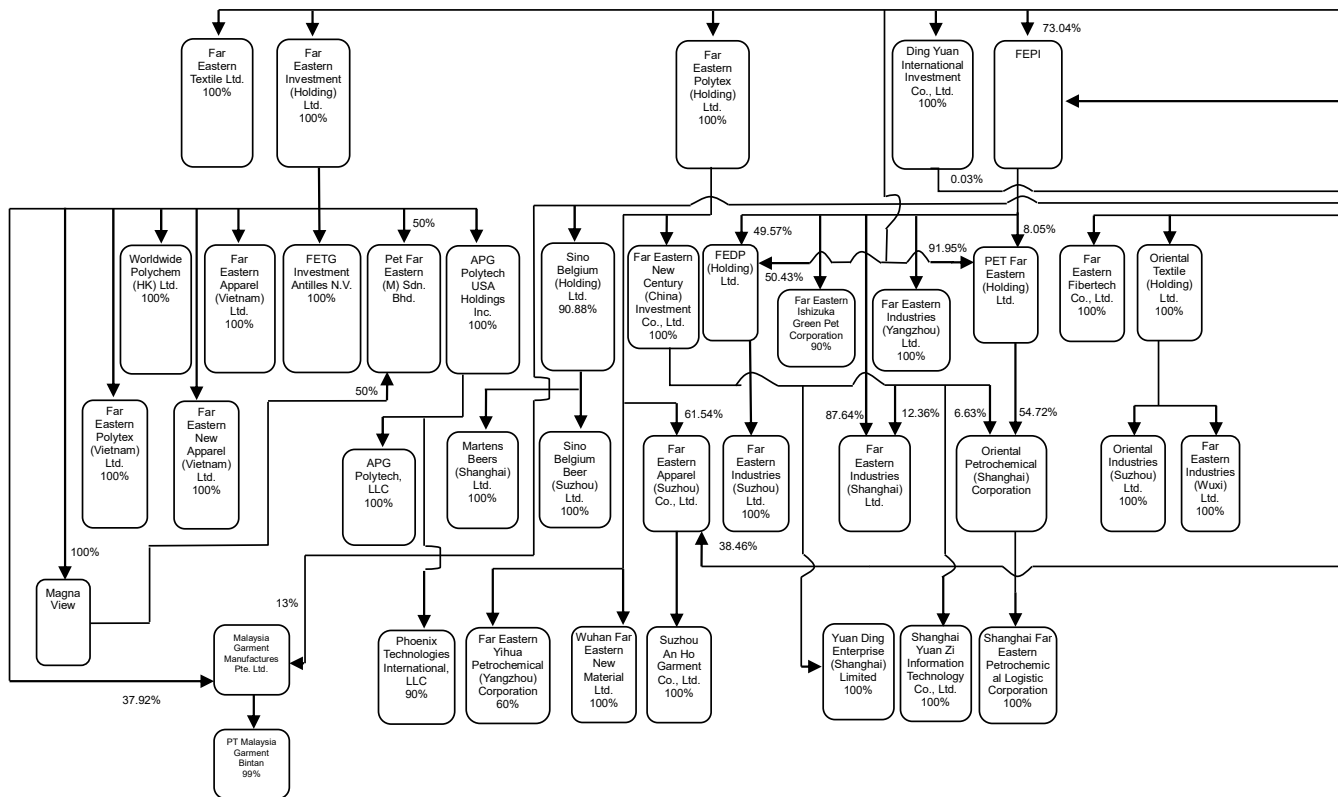 73.04%
Far
Eastern
Textile Ltd.
100%
Far
Eastern
Investment
(Holding)
Ltd.
100%
Far
Eastern
Polytex
(Holding)
Ltd.
100%
Ding Yuan
International
Investment
Co., Ltd.
100%
FEPI
0.03%
50%
49.57%
91.95%
8.05%
50.43%
Worldwide
Polychem
(HK) Ltd.
100%
Far
Eastern
Apparel
(Vietnam)
Ltd.
100%
FETG
Investment
Antilles N.V.
100%
Pet Far
Eastern
(M) Sdn.
Bhd.
APG
Polytech
USA
Holdings
Inc.
100%
Sino
Belgium
(Holding)
Ltd.
90.88%
Far Eastern
New
Century
(China)
Investment
Co., Ltd.
100%
FEDP
(Holding)
Ltd.
Far Eastern
Ishizuka
Green Pet
Corporation
90%
Far Eastern
Industries
(Yangzhou)
Ltd.
100%
PET Far
Eastern
(Holding)
Ltd.
Far
Eastern
Fibertech
Co., Ltd.
100%
Oriental
Textile
(Holding)
Ltd.
100%
50%
61.54%
87.64%
12.36%
6.63%
54.72%
Far
Eastern
Polytex
(Vietnam)
Ltd.
100%
Far
Eastern
New
Apparel
(Vietnam)
Ltd.
100%
APG
Polytech,
LLC
100%
Martens
Beers
(Shanghai)
Ltd.
100%
Sino
Belgium
Beer
(Suzhou)
Ltd.
100%
Far
Eastern
Apparel
(Suzhou)
Co., Ltd.
Far
Eastern
Industries
(Suzhou)
Ltd.
100%
Far
Eastern
Industries
(Shanghai)
Ltd.
Oriental
Petrochemical
(Shanghai)
Corporation
Oriental
Industries
(Suzhou)
Ltd.
100%
Far
Eastern
Industries
(Wuxi) Ltd.
100%
100%
38.46%
13%
37.92%
Magna
View
Malaysia
Garment
Manufactures
Pte. Ltd.
Phoenix
Technologies
International,
LLC
90%
Far Eastern
Yihua
Petrochemical
(Yangzhou)
Corporation
60%
Wuhan Far
Eastern
New
Material
Ltd.
100%
Suzhou
An Ho
Garment
Co., Ltd.
100%
Yuan Ding
Enterprise
(Shanghai)
Limited
100%
Shanghai
Yuan Zi
Information
Technology
Co., Ltd.
100%
Shanghai Far
Eastern
Petrochemic
al Logistic
Corporation
100%
PT Malaysia
Garment
Bintan
99%